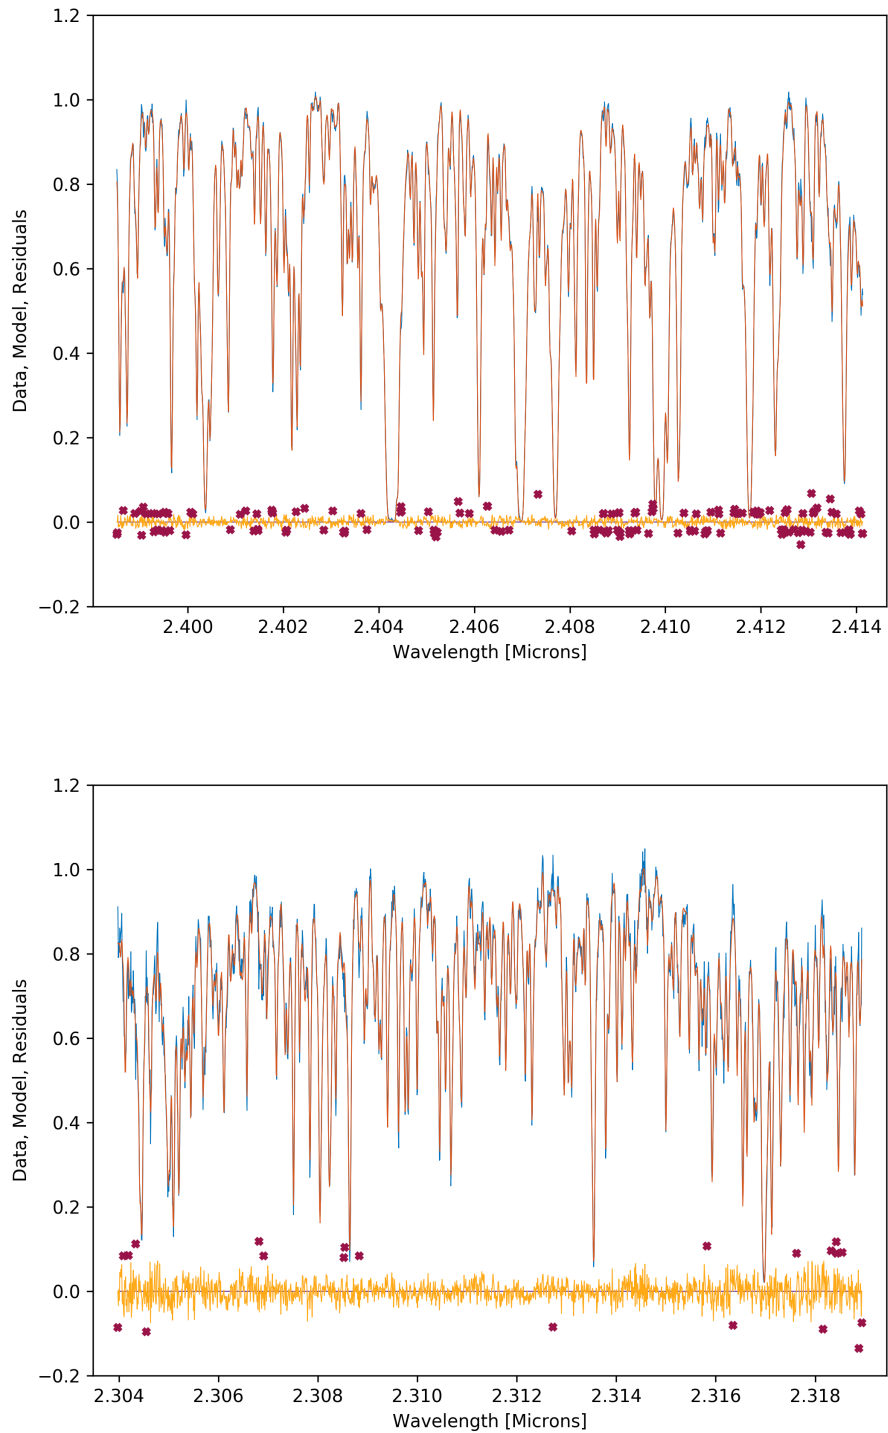 1.2
1.0
0.8
0.6
0.4
0.2
0.0
−0.2
Data, Model, Residuals
2.400 2.402 2.404 2.406 2.408 2.410 2.412 2.414
Wavelength [Microns]
1.2
1.0
0.8
0.6
0.4
0.2
0.0
−0.2
Data, Model, Residuals
2.304 2.306 2.308 2.310 2.312 2.314 2.316 2.318
Wavelength [Microns]